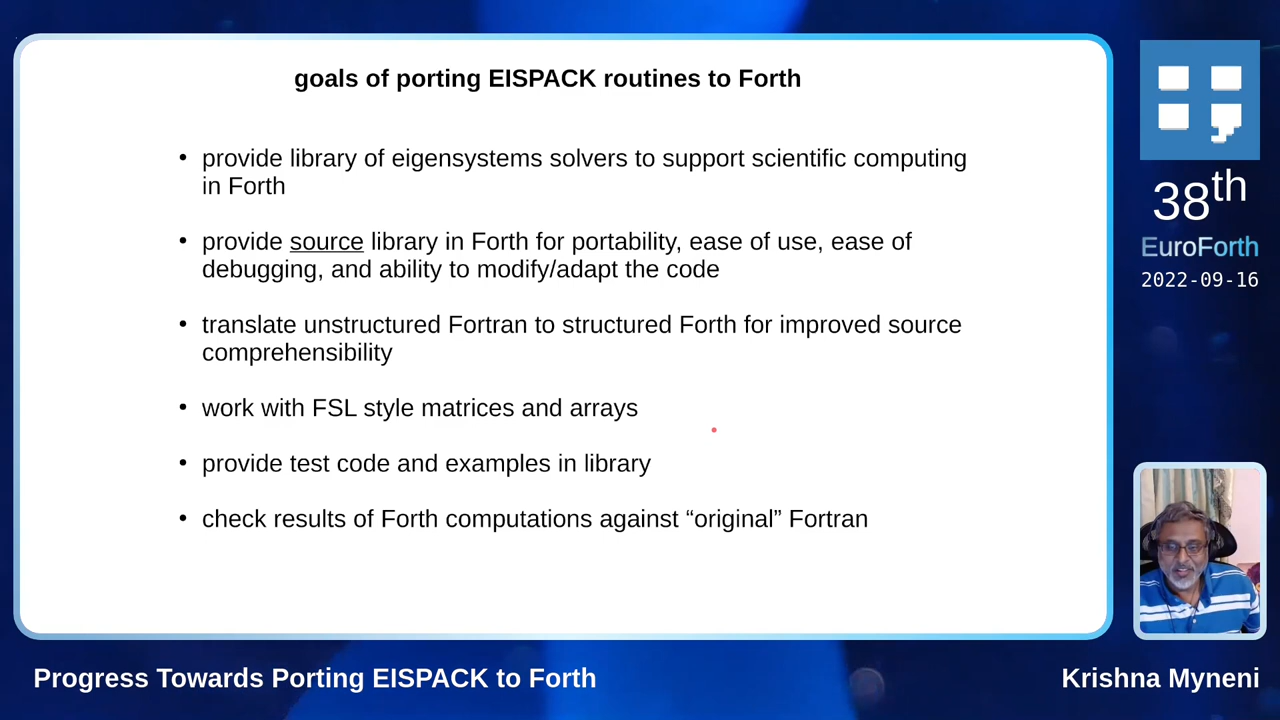 goals of porting EISPACK routines to Forth
• provide library of eigensystems solvers to support scientific computing
in Forth
• provide source library in Forth for portability, ease of use, ease of
debugging, and ability to modify/adapt the code
• translate unstructured Fortran to structured Forth for improved source
comprehensibility
• work with FSL style matrices and arrays
• provide test code and examples in library
• check results of Forth computations against “original” Fortran
38th
EuroForth
2022-09-16
Progress Towards Porting EISPACK to Forth
Krishna Myneni